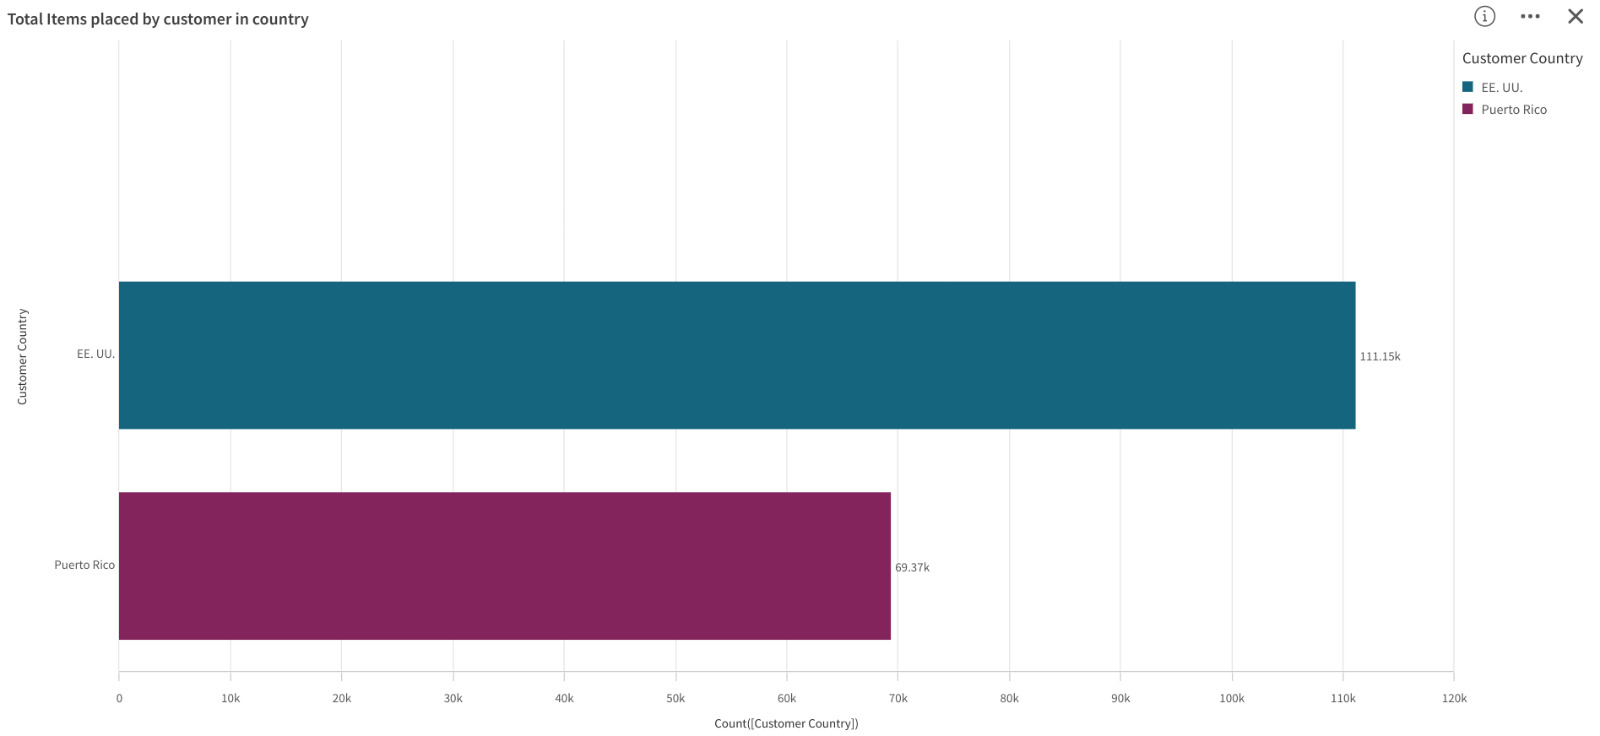 Total Items placed by customer in country
Customer Country
EE. UU.
Puerto Rico
Customer Country
EE. UU.
111.15k
Puerto Rico
69.37k
0 10k 20k 30k 40k 50k 60k 70k 80k 90k 100k 110k 120k
Count([Customer Country])